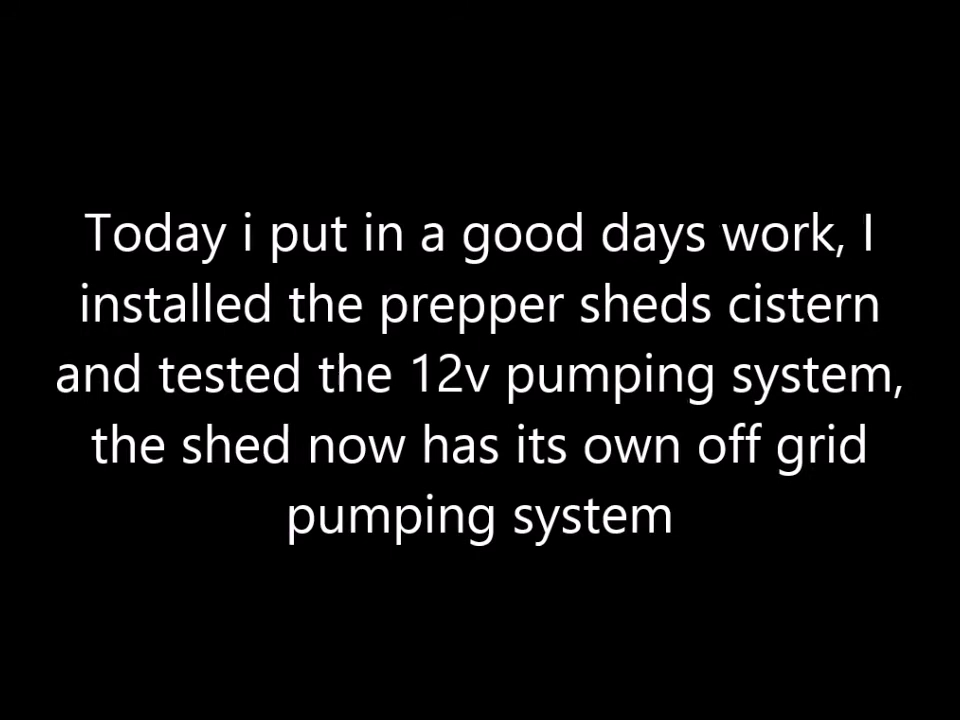 Today i put in a good days work, I
installed the prepper sheds cistern
and tested the 12v pumping system,
the shed now has its own off grid
pumping system